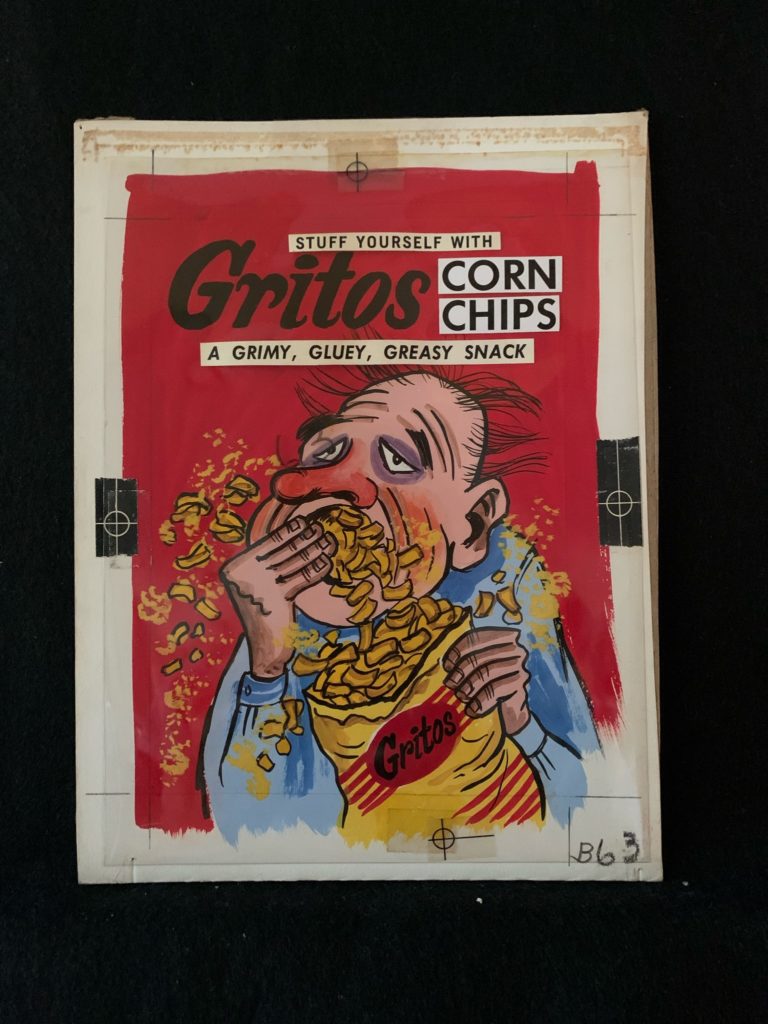 STUFF YOURSELF WITH
Gritos CORN
CHIPS
A GRIMY, GLUEY, GREASY SNACK
Gritos
B63